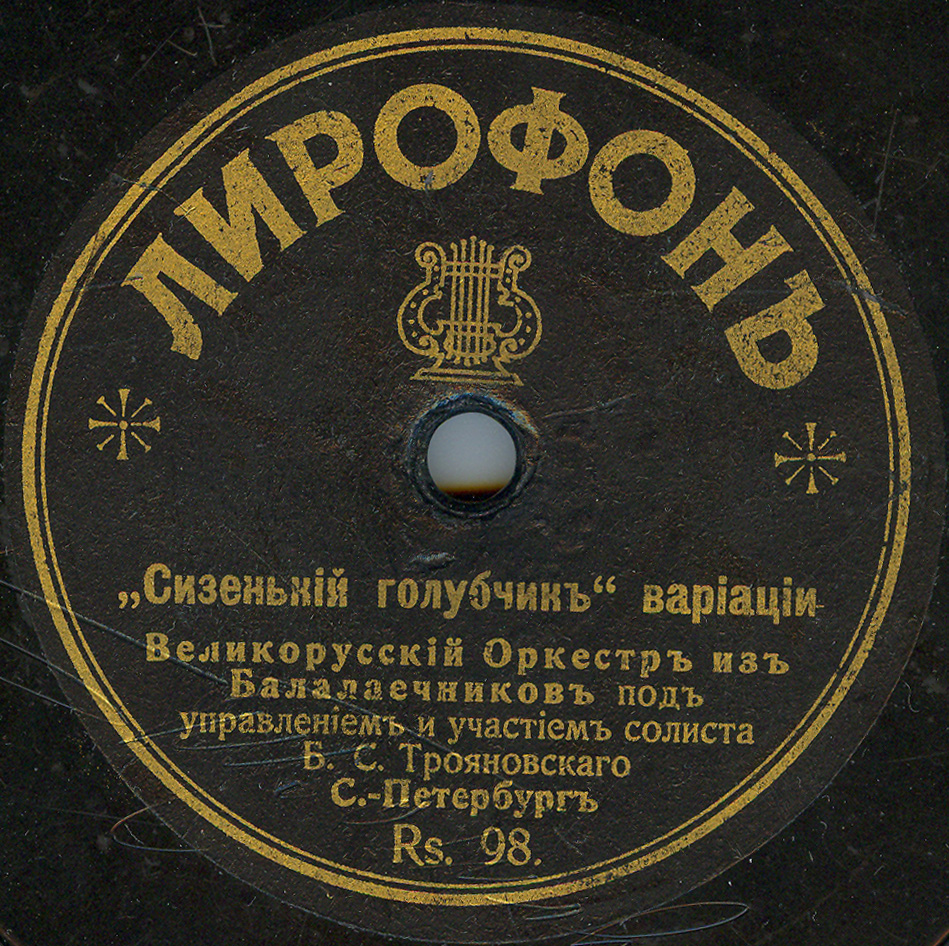 ЛИРОФОНЪ
„Сизенькій голубчикъ“ варіаціи
Великорусскій Оркестръ изъ
Балалаечниковъ подъ
управленіемъ и участіемъ солиста
Б. С. Трояновскаго
С.-Петербургъ
Rs. 98.